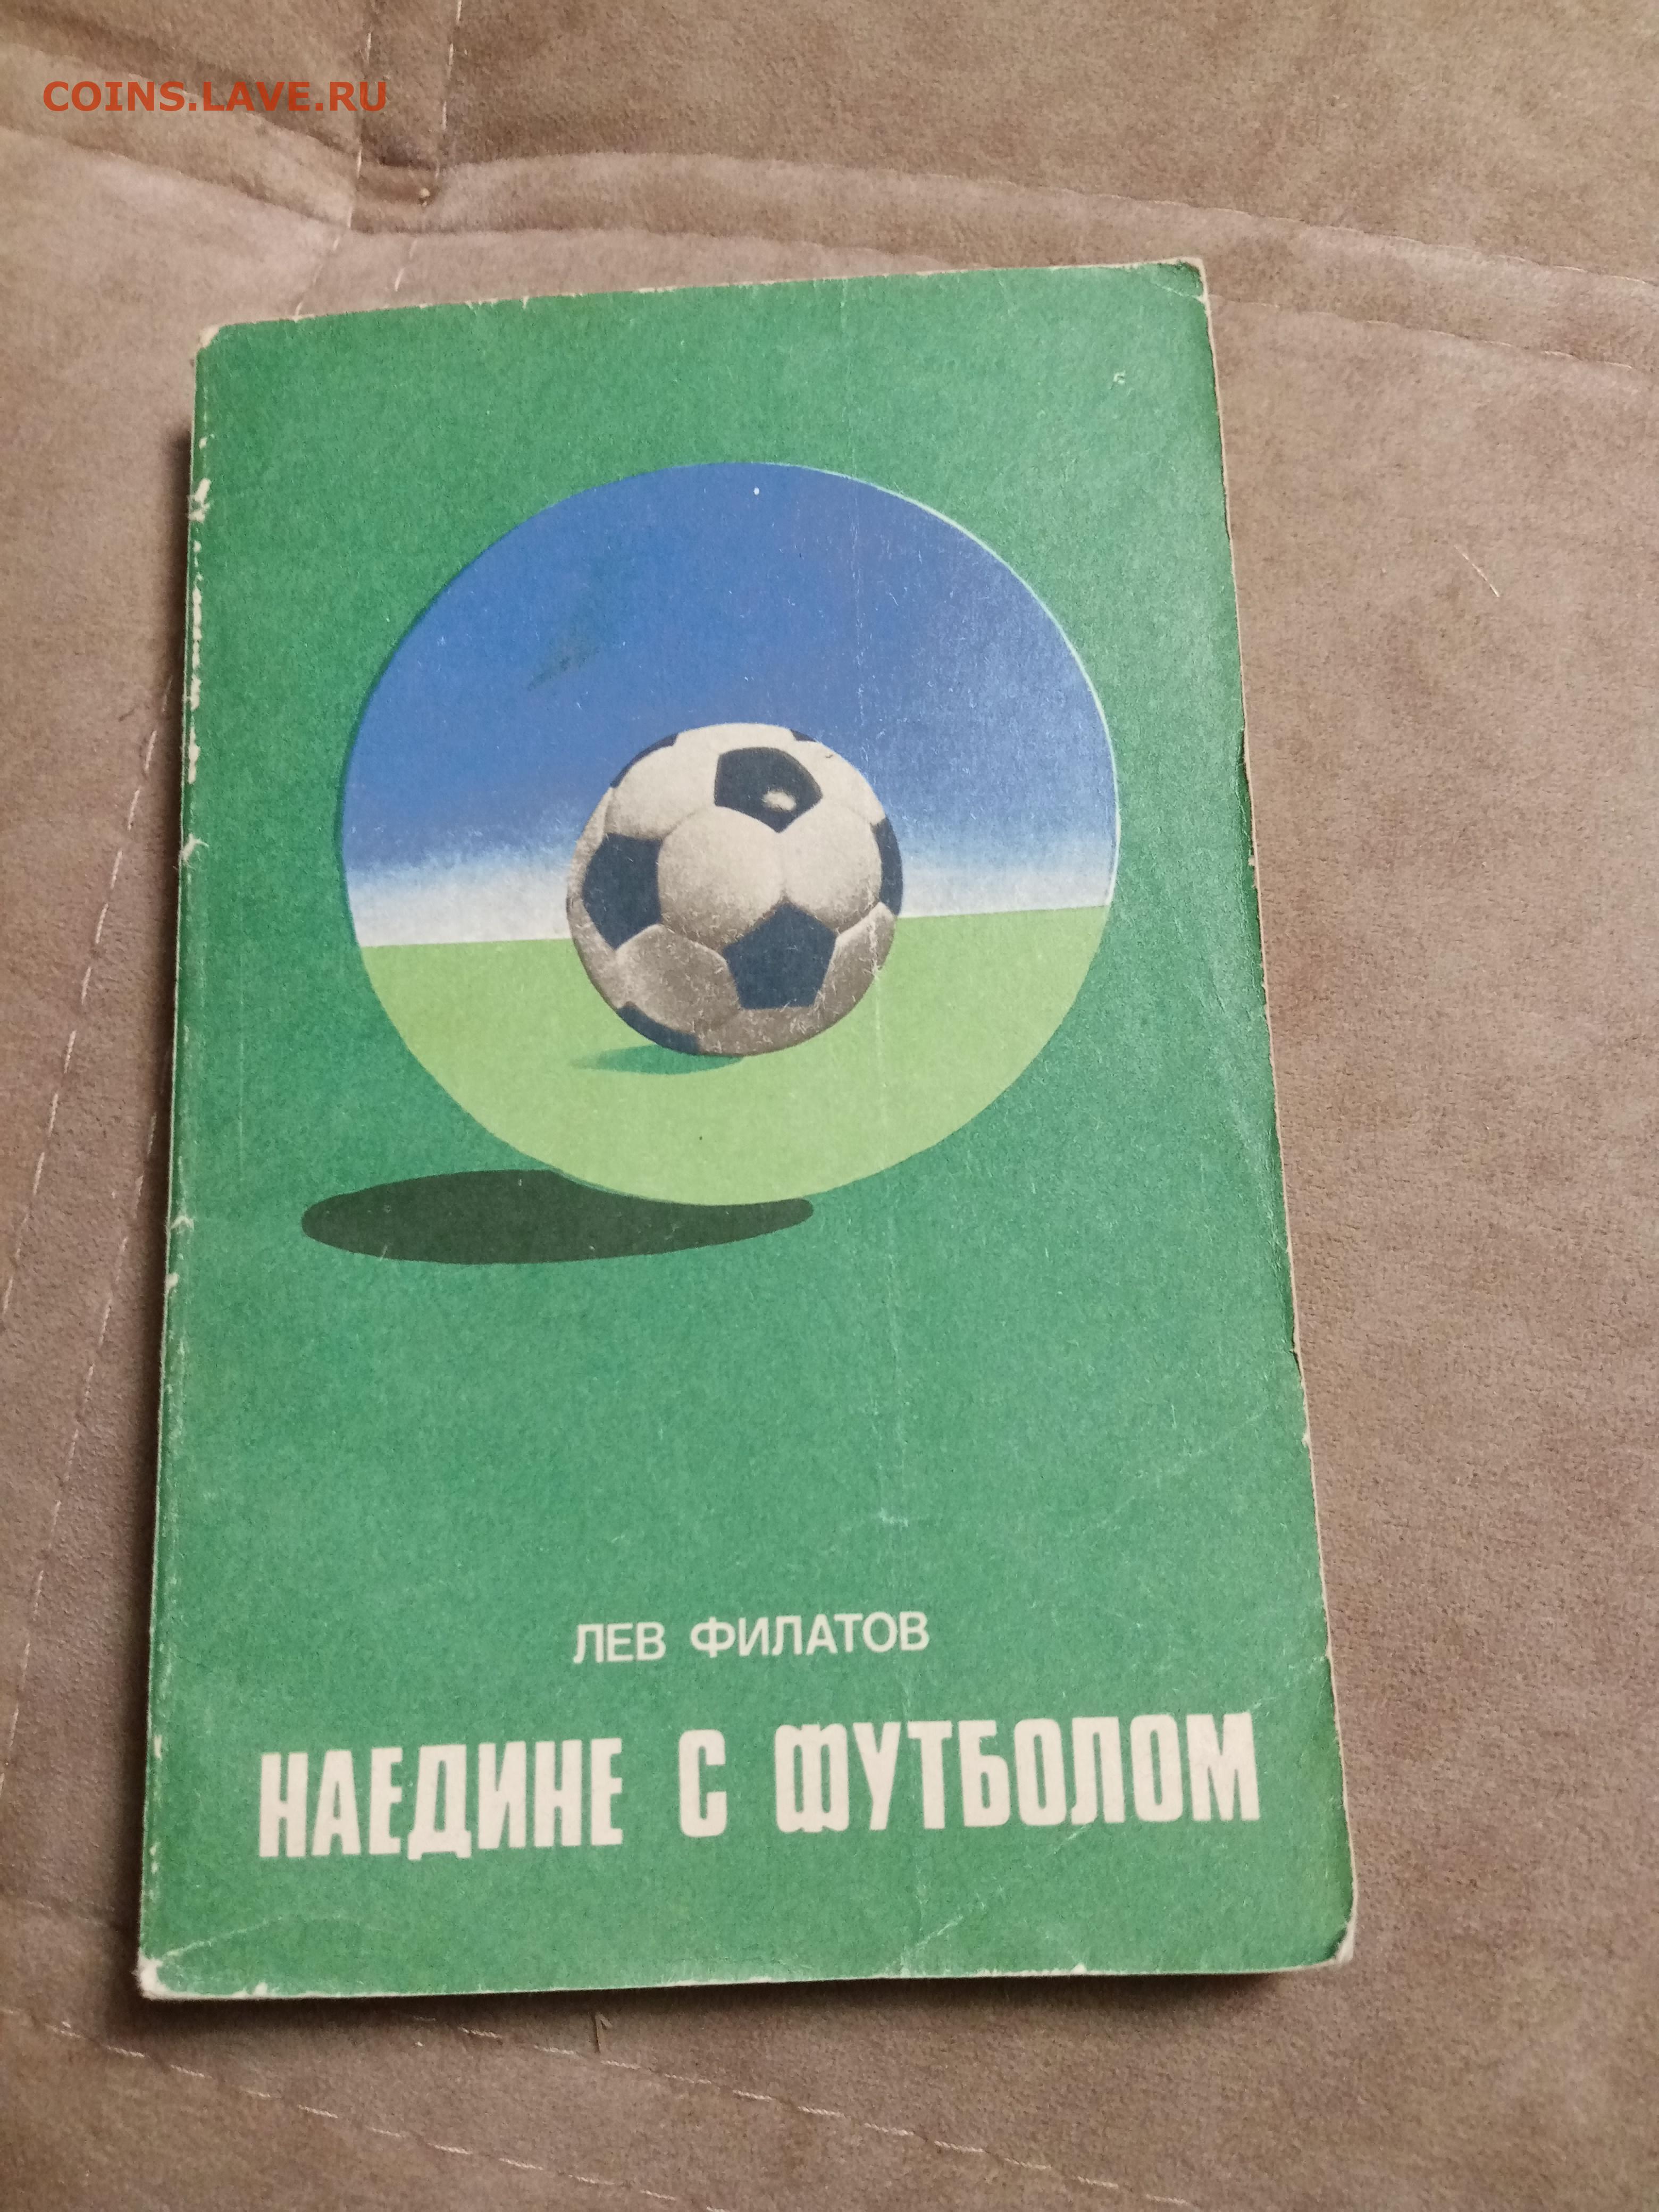 COINS.LAVE.RU
ЛЕВ ФИЛАТОВ
НАЕДИНЕ С ФУТБОЛОМ